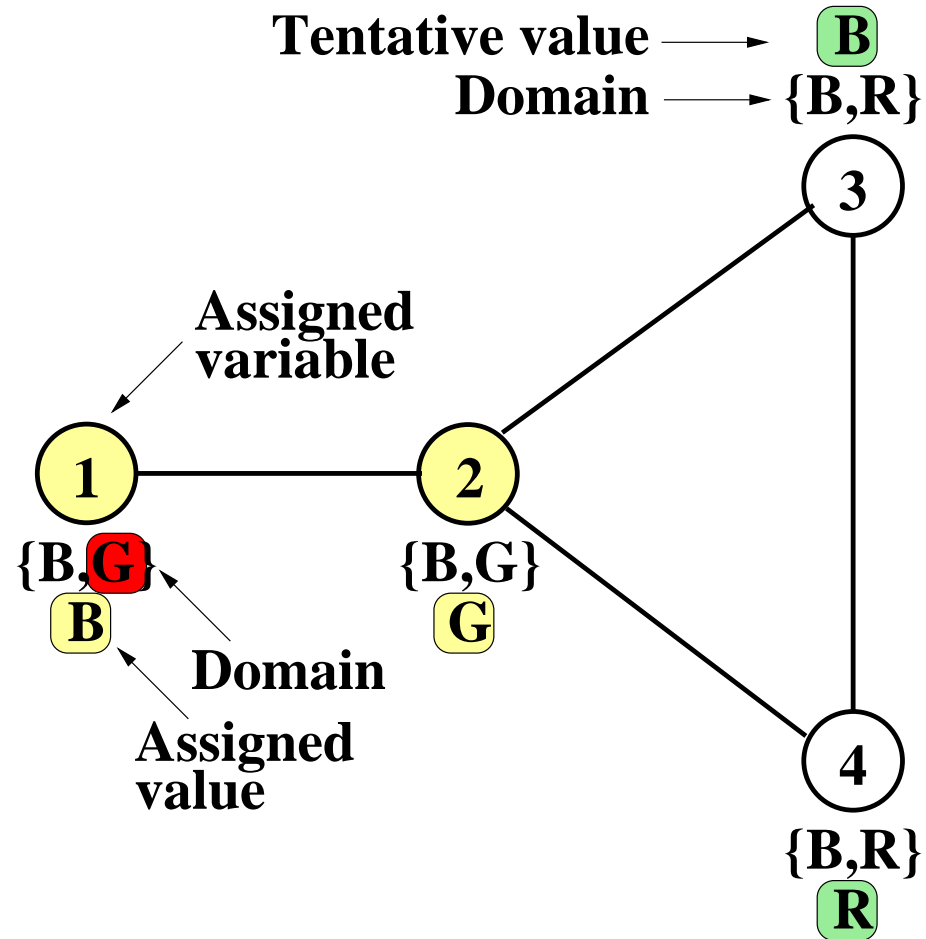 Tentative value
B
Domain
{B,R}
3
Assigned
variable
1
2
{B,G}
B
{B,G}
G
Domain
Assigned
value
4
{B,R}
R